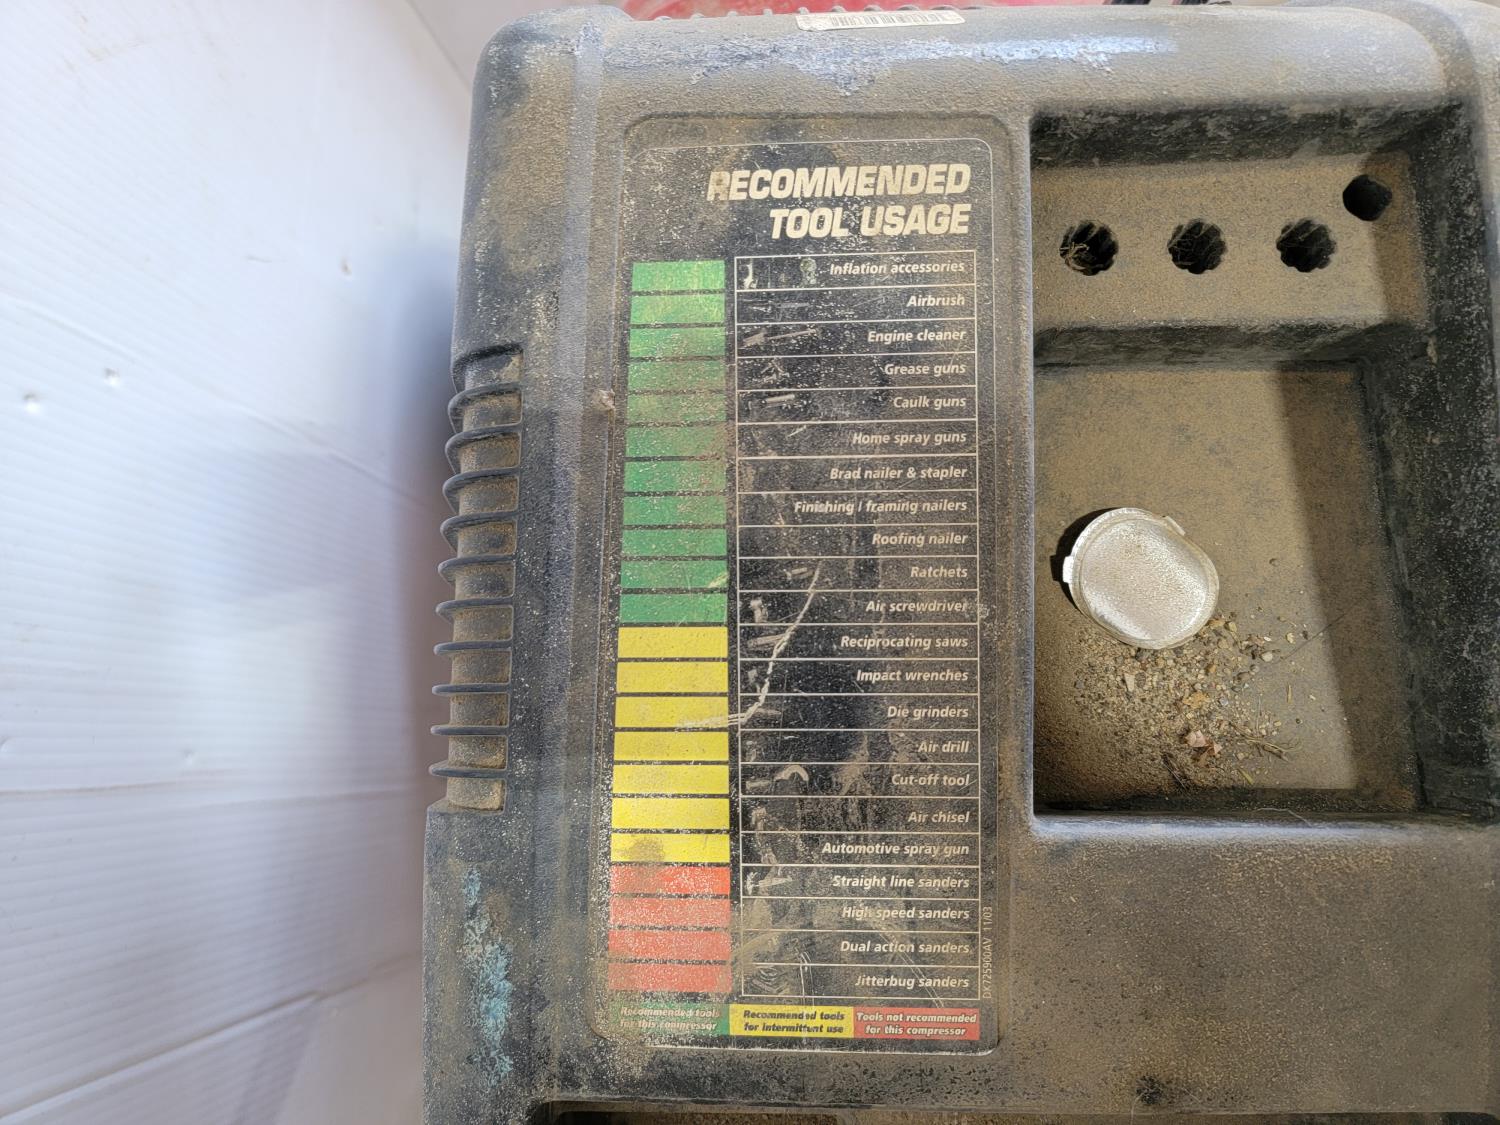 RECOMMENDED
TOOL USAGE
Inflation accessories
Airbrush
Engine cleaner
Grease guns
Caulk guns
Home spray guns
Brad nailer & stapler
Finishing / framing nailers
Roofing nailer
Ratchets
Air screwdriver
Reciprocating saws
Impact wrenches
Die grinders
Air drill
Cut-off tool
Air chisel
Automotive spray gun
Straight line sanders
High speed sanders
Dual action sanders
Jitterbug sanders
Recommended tools
for this compressor
Recommended tools
for intermittent use
Tools not recommended
for this compressor
DX725900AV 11/03